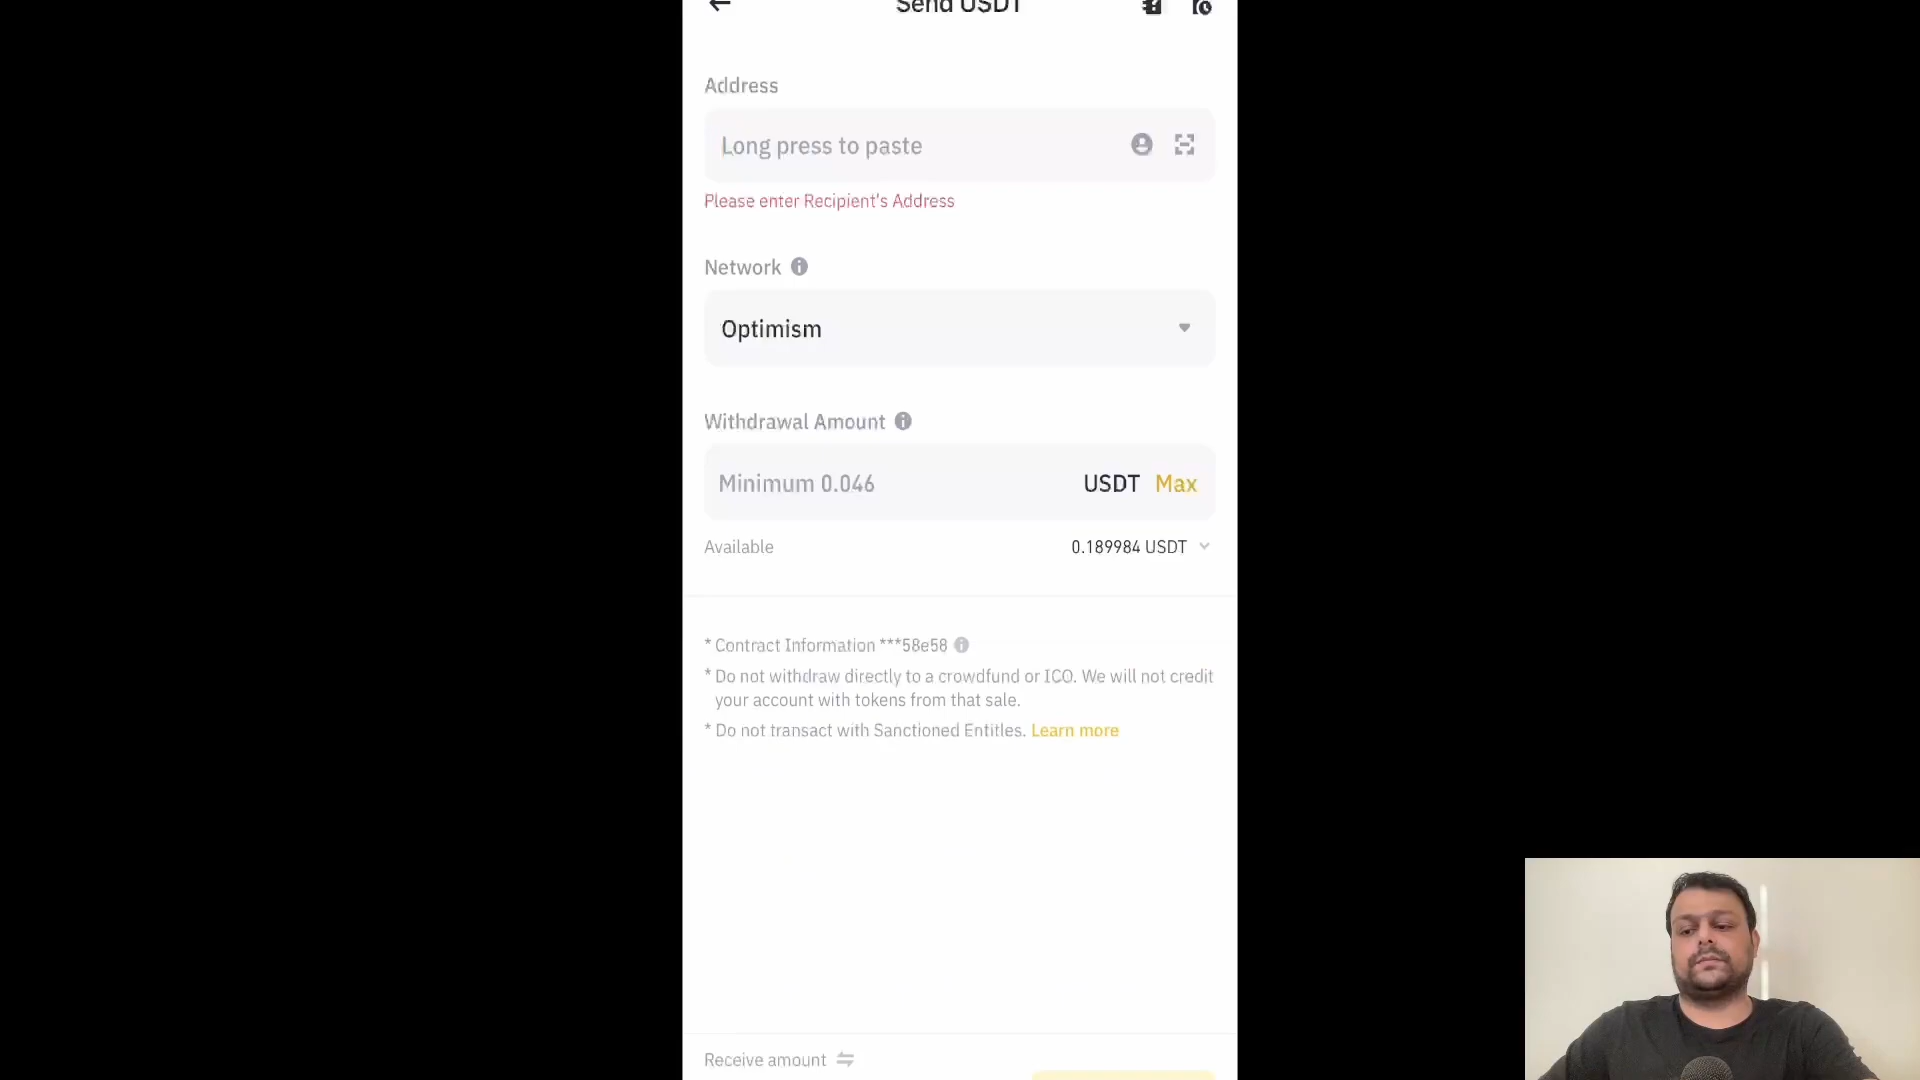 Send USDT
Address
Long press to paste
Please enter Recipient's Address
Network
Optimism
Withdrawal Amount
Minimum 0.046 USDT Max
Available 0.189984 USDT
* Contract Information ***58e58
* Do not withdraw directly to a crowdfund or ICO. We will not credit
your account with tokens from that sale.
* Do not transact with Sanctioned Entitles. Learn more
Receive amount